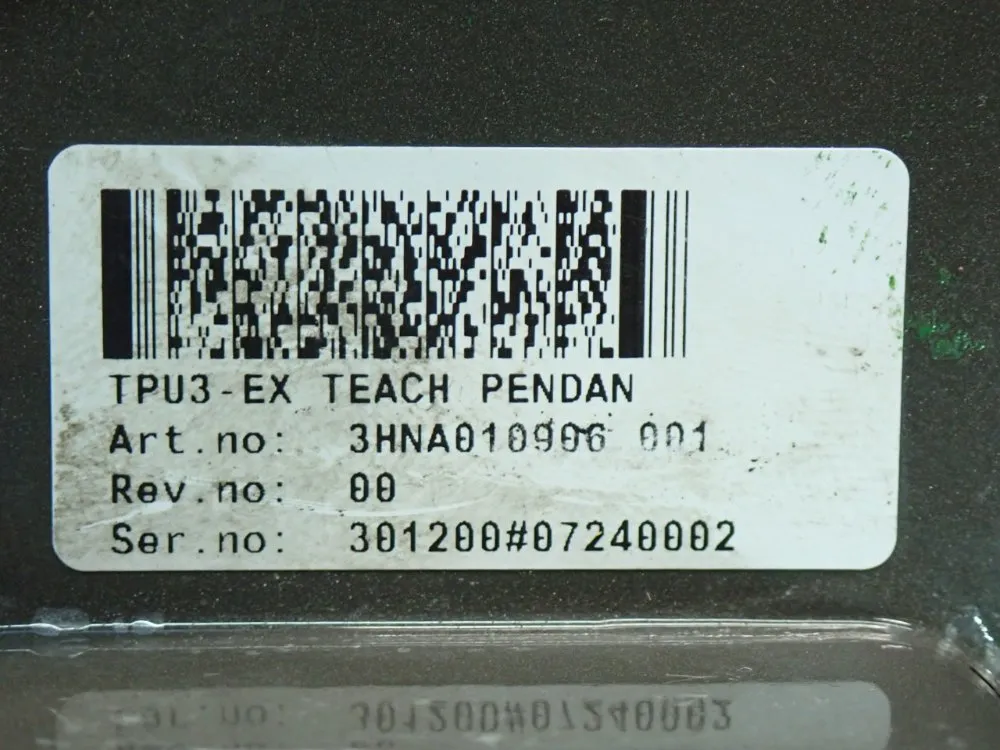 TPU3-EX TEACH PENDAN
Art.no: 3HNA010906 001
Rev.no: 00
Ser.no: 301200#07240002